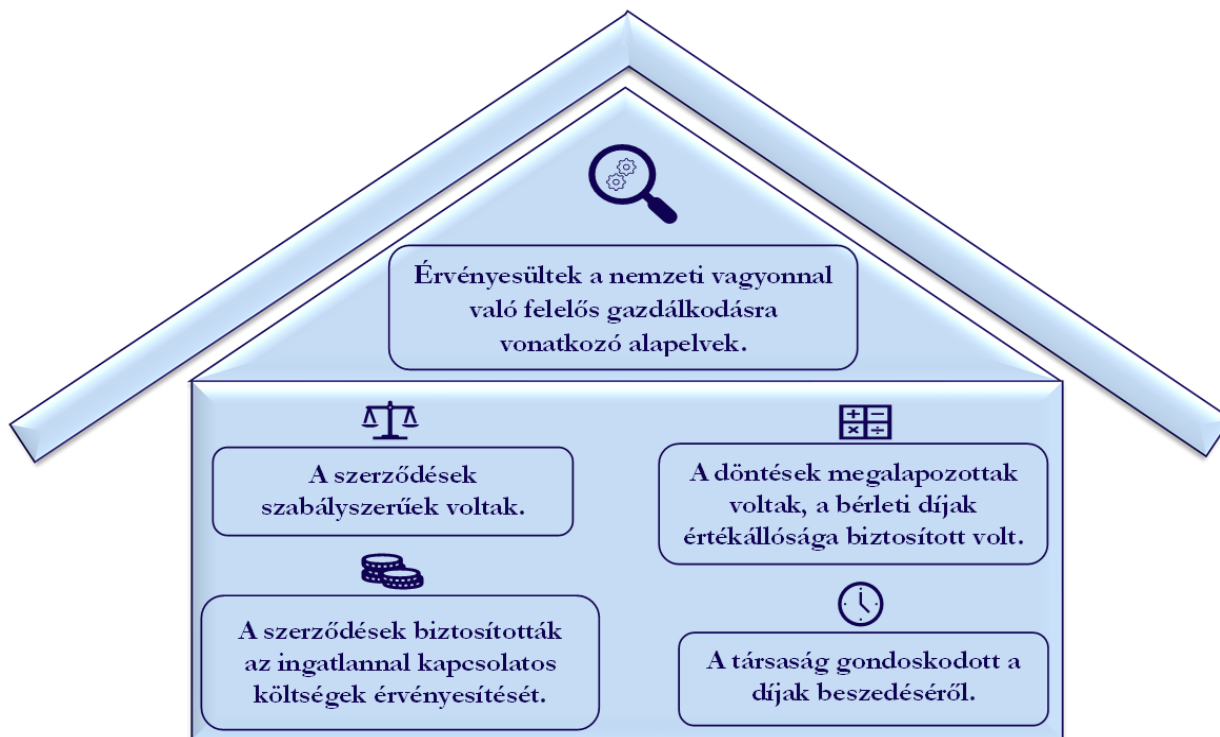 Érvényesültek a nemzeti vagyonnal
való felelős gazdálkodásra
vonatkozó alapelvek.
A szerződések
szabályszerűek voltak.
A döntések megalapozottak
voltak, a bérleti díjak
értékállósága biztosított volt.
A szerződések biztosították
az ingatlannal kapcsolatos
költségek érvényesítését.
A társaság gondoskodott a
díjak beszedéséről.